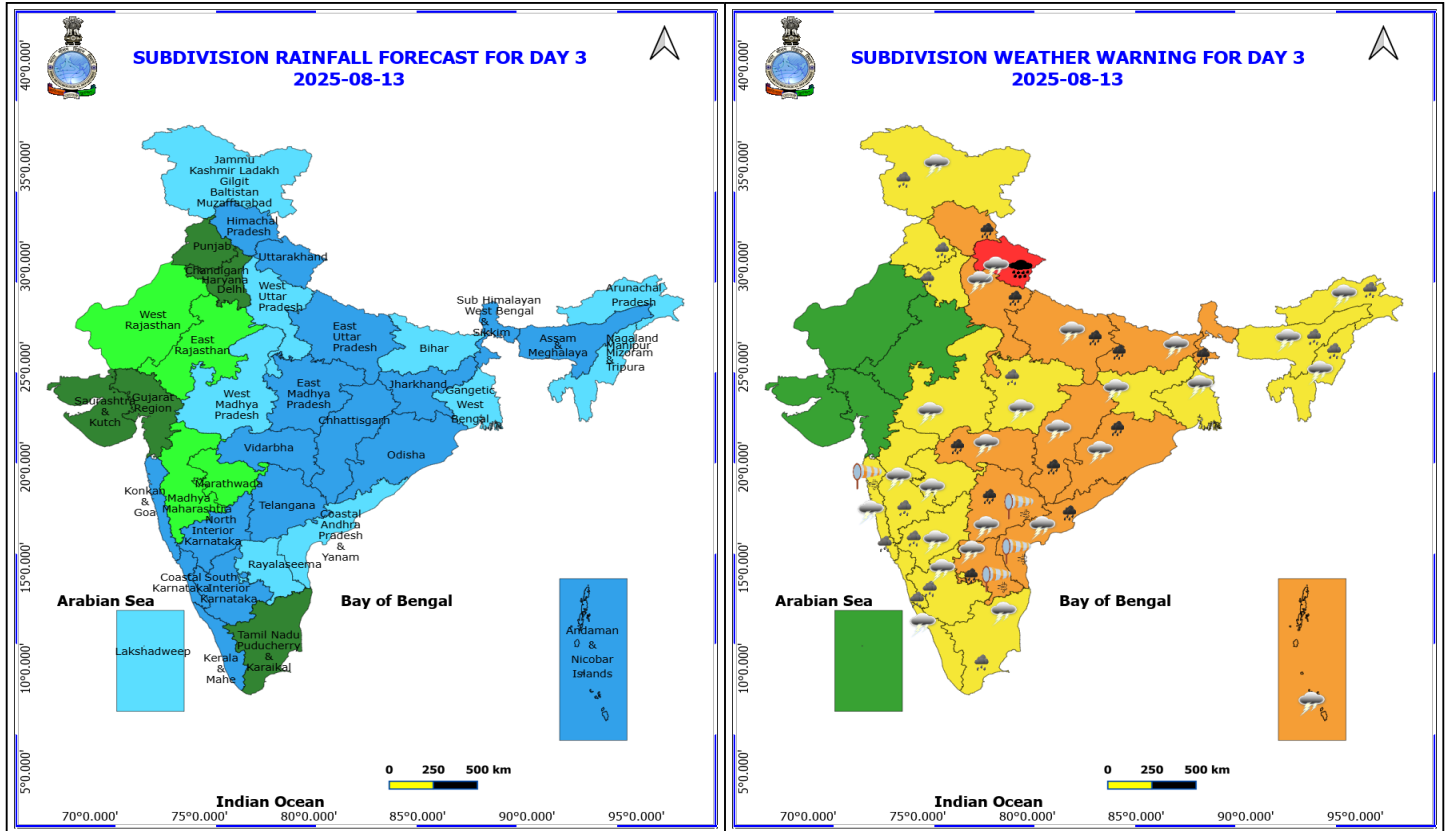 SUBDIVISION RAINFALL FORECAST FOR DAY 3
2025-08-13
40°0.000'
35°0.000'
30°0.000'
25°0.000'
20°0.000'
15°0.000'
10°0.000'
5°0.000'
Jammu
Kashmir Ladakh
Gilgit
Baltistan
Muzaffarabad
Himachal
Pradesh
Punjab
Uttarakhand
Chandigarh
Haryana
Delhi
West
Uttar
Pradesh
Arunachal
Pradesh
Sub Himalayan
West Bengal
&
Sikkim
West
Rajasthan
East
Rajasthan
East
Uttar
Pradesh
Bihar
Assam
&
Meghalaya
Nagaland
Manipur
Mizoram
&
Tripura
Saurashtra
&
Kutch
Gujarat
Region
West
Madhya
Pradesh
East
Madhya
Pradesh
Jharkhand
Gangetic
West
Bengal
Chhattisgarh
Vidarbha
Odisha
Konkan
&
Goa
Marathwada
Madhya
Maharashtra
Telangana
North
Interior
Karnataka
Coastal
Andhra
Pradesh
&
Yanam
Rayalaseema
Coastal
Karnataka
South
Interior
Karnataka
Arabian Sea
Bay of Bengal
Lakshadweep
Kerala
&
Mahe
Tamil Nadu
Puducherry
&
Karaikal
Andaman
&
Nicobar
Islands
0 250 500 km
Indian Ocean
70°0.000' 75°0.000' 80°0.000' 85°0.000' 90°0.000' 95°0.000'
SUBDIVISION WEATHER WARNING FOR DAY 3
2025-08-13
40°0.000'
35°0.000'
30°0.000'
25°0.000'
20°0.000'
15°0.000'
10°0.000'
5°0.000'
Arabian Sea
Bay of Bengal
0 250 500 km
Indian Ocean
70°0.000' 75°0.000' 80°0.000' 85°0.000' 90°0.000' 95°0.000'